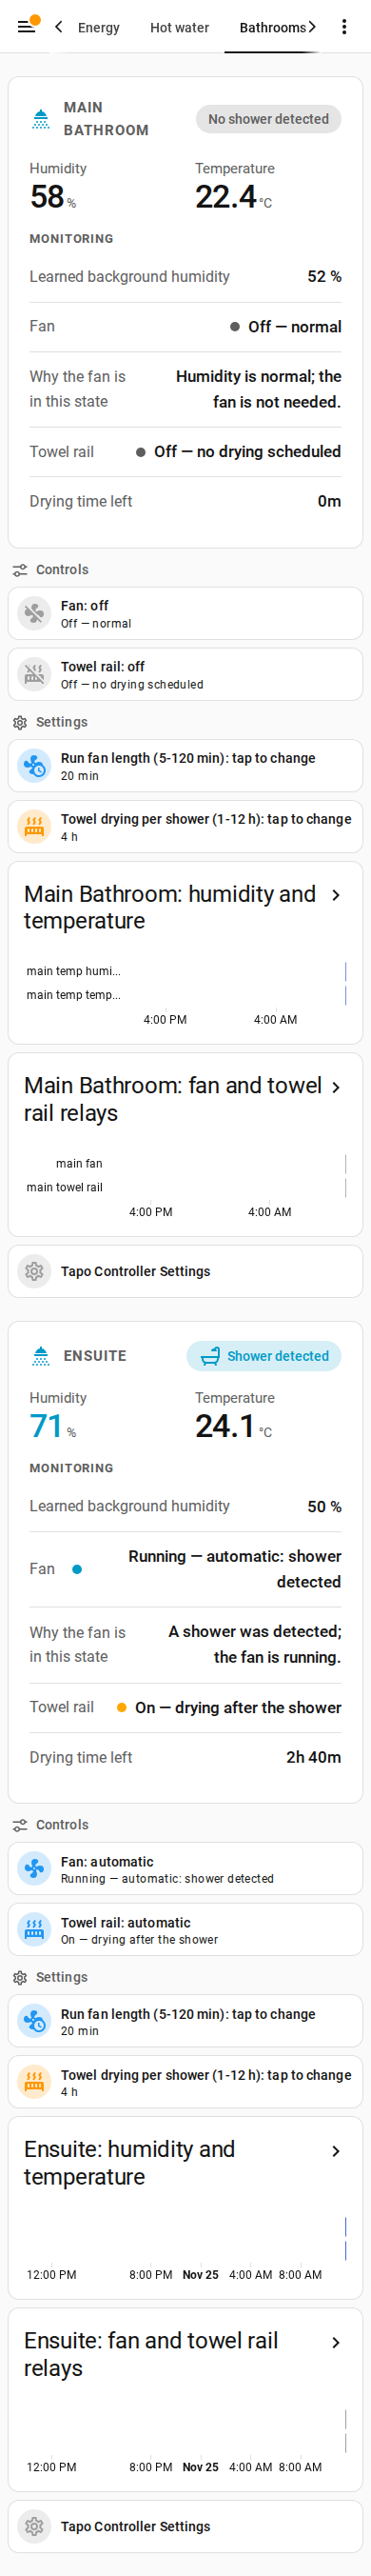 Energy
Hot water
Bathrooms
MAIN
BATHROOM
No shower detected
Humidity
Temperature
58 %
22.4 °C
MONITORING
Learned background humidity
52 %
Fan
Off — normal
Why the fan is
in this state
Humidity is normal; the
fan is not needed.
Towel rail
Off — no drying scheduled
Drying time left
0m
Controls
Fan: off
Off — normal
Towel rail: off
Off — no drying scheduled
Settings
Run fan length (5-120 min): tap to change
20 min
Towel drying per shower (1-12 h): tap to change
4 h
Main Bathroom: humidity and
temperature
main temp humi...
main temp temp...
4:00 PM
4:00 AM
Main Bathroom: fan and towel
rail relays
main fan
main towel rail
4:00 PM
4:00 AM
Tapo Controller Settings
ENSUITE
Shower detected
Humidity
Temperature
71 %
24.1 °C
MONITORING
Learned background humidity
50 %
Fan
Running — automatic: shower
detected
Why the fan is
in this state
A shower was detected;
the fan is running.
Towel rail
On — drying after the shower
Drying time left
2h 40m
Controls
Fan: automatic
Running — automatic: shower detected
Towel rail: automatic
On — drying after the shower
Settings
Run fan length (5-120 min): tap to change
20 min
Towel drying per shower (1-12 h): tap to change
4 h
Ensuite: humidity and
temperature
12:00 PM
8:00 PM
Nov 25
4:00 AM
8:00 AM
Ensuite: fan and towel rail
relays
12:00 PM
8:00 PM
Nov 25
4:00 AM
8:00 AM
Tapo Controller Settings